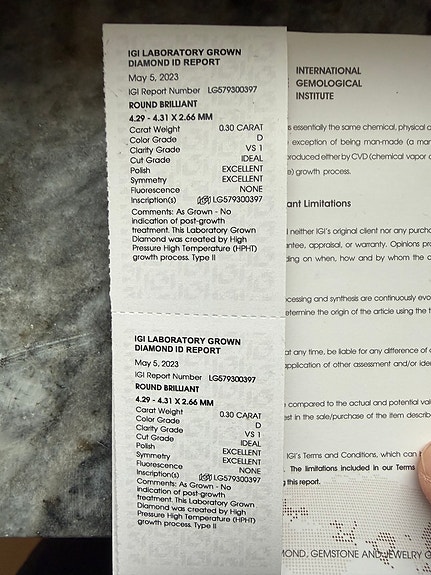 IGI LABORATORY GROWN
DIAMOND ID REPORT
May 5, 2023
IGI Report Number LG579300397
ROUND BRILLIANT
4.29 - 4.31 X 2.66 MM
Carat Weight 0.30 CARAT
Color Grade D
Clarity Grade VS 1
Cut Grade IDEAL
Polish EXCELLENT
Symmetry EXCELLENT
Fluorescence NONE
Inscription(s) LG579300397
Comments: As Grown - No
indication of post-growth
treatment. This Laboratory Grown
Diamond was created by High
Pressure High Temperature (HPHT)
growth process. Type II
IGI LABORATORY GROWN
DIAMOND ID REPORT
May 5, 2023
IGI Report Number LG579300397
ROUND BRILLIANT
4.29 - 4.31 X 2.66 MM
Carat Weight 0.30 CARAT
Color Grade D
Clarity Grade VS 1
Cut Grade IDEAL
Polish EXCELLENT
Symmetry EXCELLENT
Fluorescence NONE
Inscription(s) LG579300397
Comments: As Grown - No
indication of post-growth
treatment. This Laboratory Grown
Diamond was created by High
Pressure High Temperature (HPHT)
growth process. Type II
INTERNATIONAL
GEMOLOGICAL
INSTITUTE
is essentially the same chemical, physical
exception of being man-made (a
produced either by CVD (chemical vapor
growth process.
Limitations
neither IGI's original client nor any
appraisal, or warranty. Opinions
on when, how and by whom the
and synthesis are continuously
determine the origin of the article using the
at any time, be liable for any difference of
application of other assessment and/or
compared to the actual and potential
in the sale/purchase of the item
IGI's Terms and Conditions, which can
The limitations included in our Terms
this report.
GEMSTONE AND JEWELRY